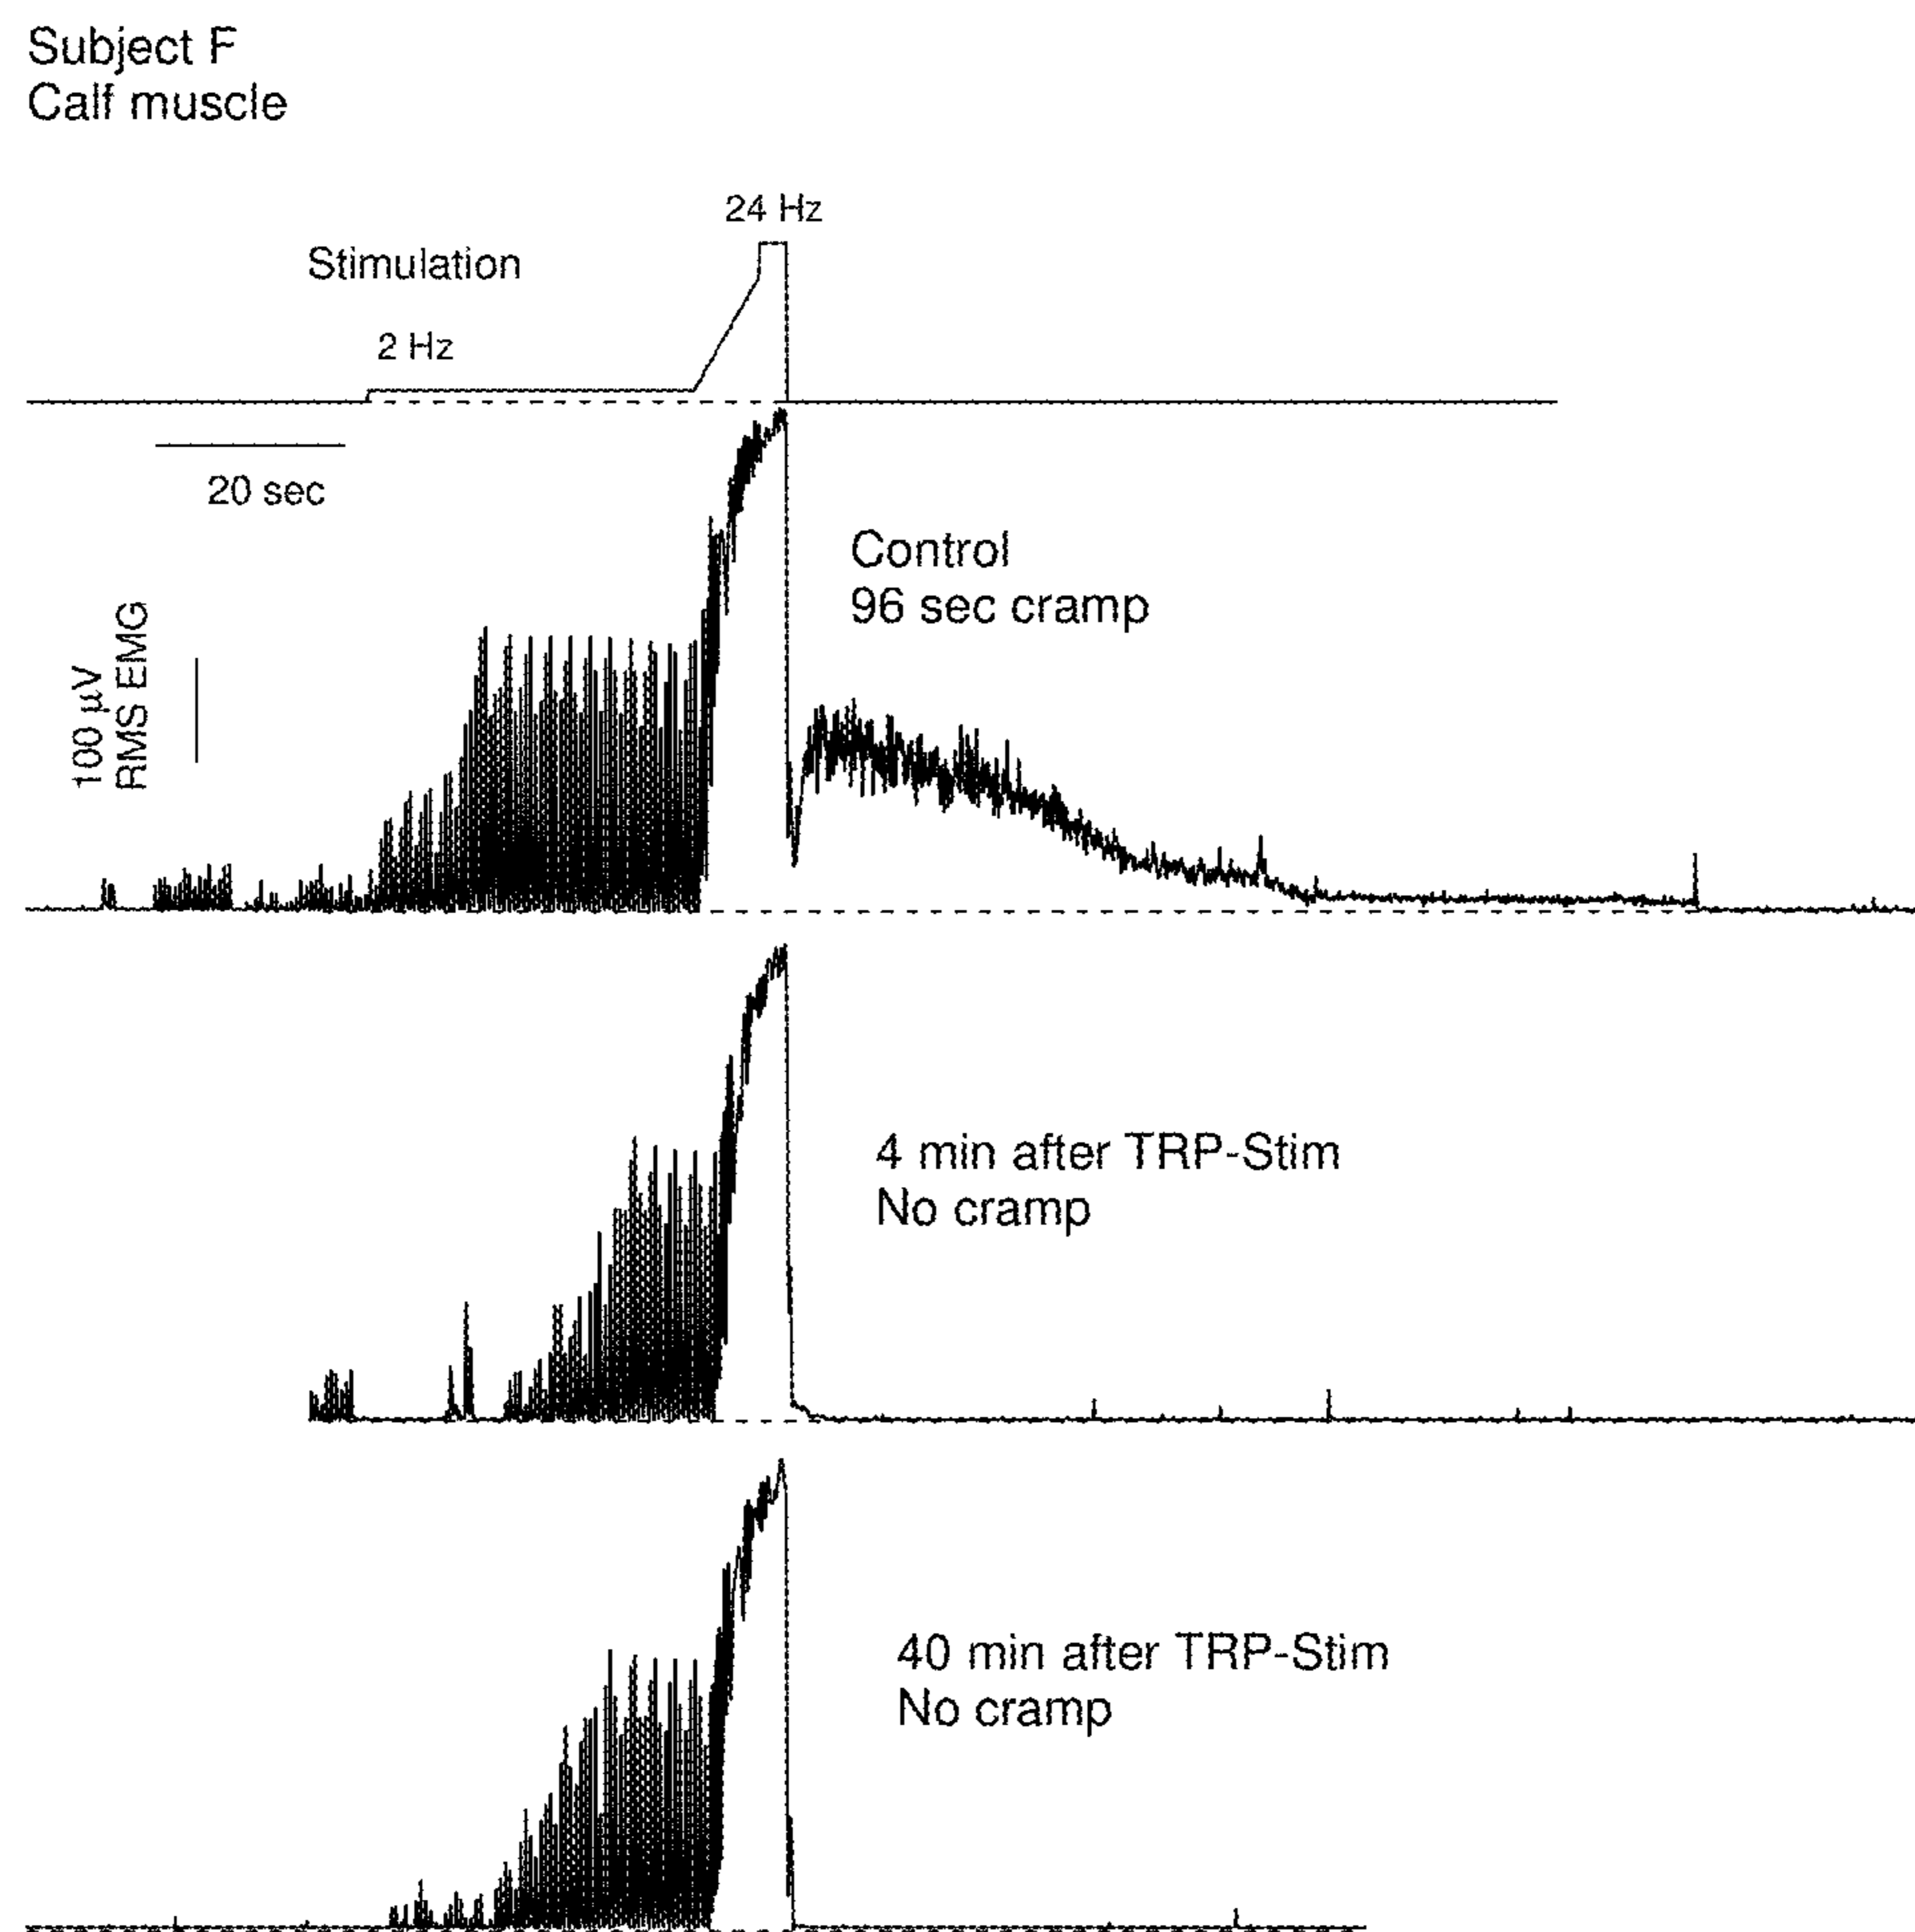 Subject F
Calf muscle
24 Hz
Stimulation
2 Hz
20 sec
Control
96 sec cramp
100 μV
RMS EMG
4 min after TRP-Stim
No cramp
40 min after TRP-Stim
No cramp